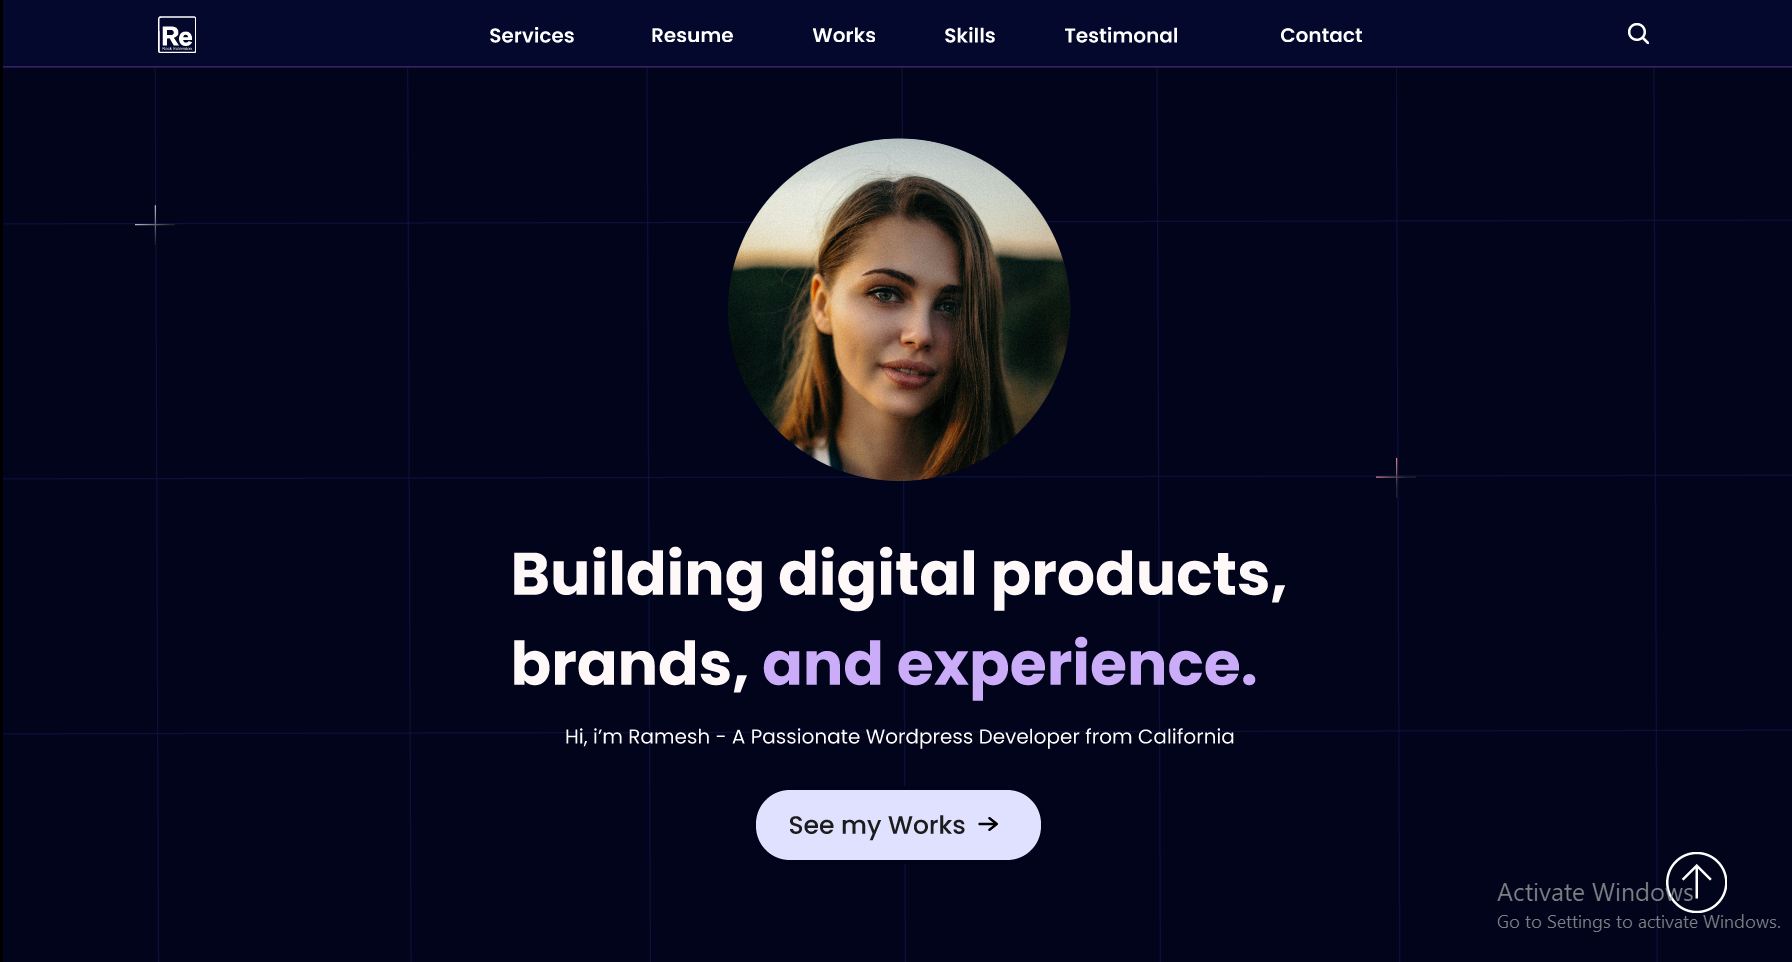 Re
Services Resume Works Skills Testimonal Contact
Building digital products,
brands, and experience.
Hi, i’m Ramesh - A Passionate Wordpress Developer from California
See my Works →
Activate Windows
Go to Settings to activate Windows.